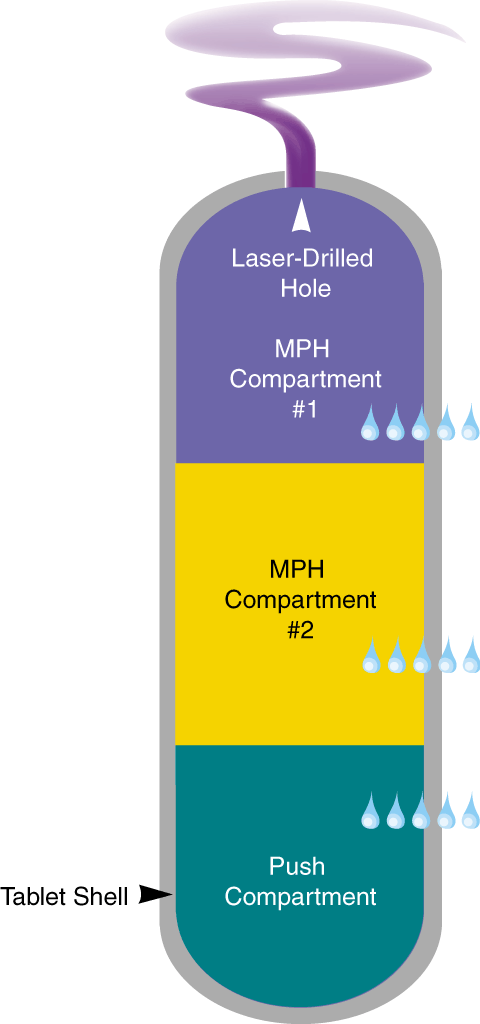 Laser-Drilled
Hole
MPH
Compartment
#1
MPH
Compartment
#2
Push
Compartment
Tablet Shell